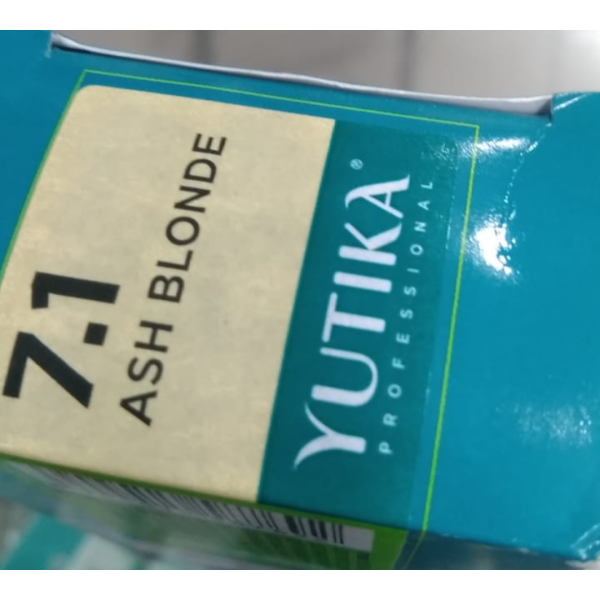 YUTIKA®
PROFESSIONAL
7.1
ASH BLONDE